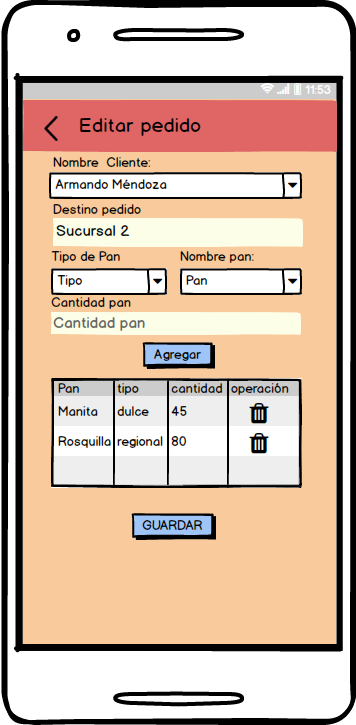 11:53
Editar pedido
Nombre Cliente:
Armando Méndoza
Destino pedido
Sucursal 2
Tipo de Pan Nombre pan:
Tipo Pan
Cantidad pan
Cantidad pan
Agregar
Pan tipo cantidad operación
Manita dulce 45
Rosquilla regional 80
GUARDAR